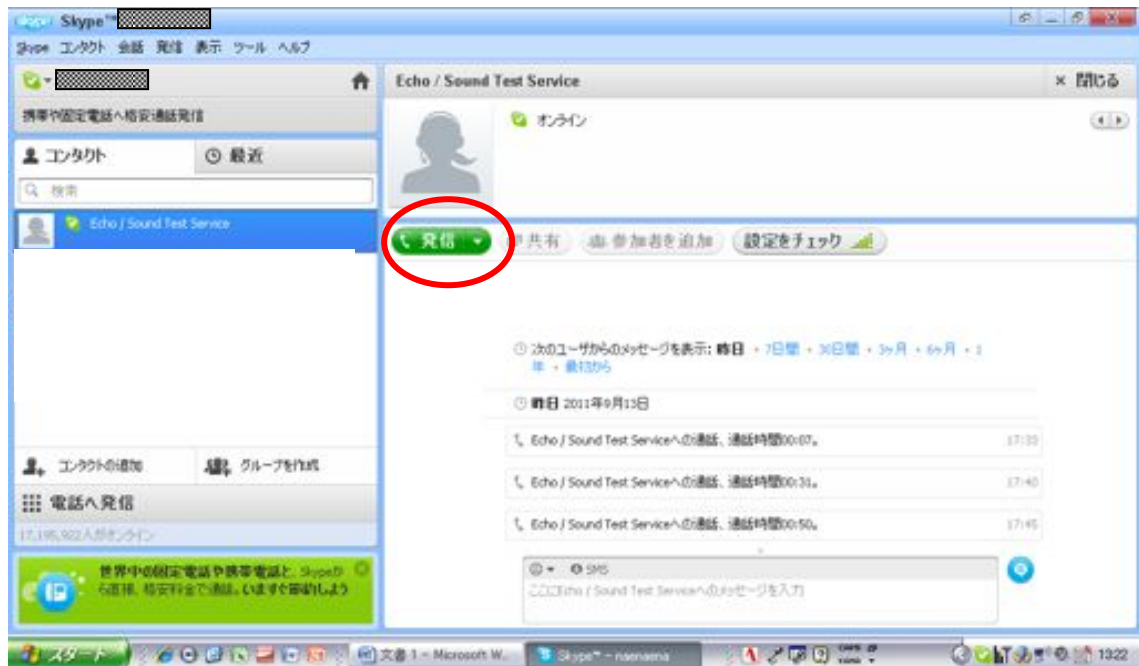 Skype™
Skype コンタクト 会話 発信 表示 ツール ヘルプ
携帯や固定電話へ格安通話発信
コンタクト
最近
検索
Echo / Sound Test Service
コンタクトの追加
グループを作成
電話へ発信
17,195,922人がオンライン
世界中の固定電話や携帯電話と、Skypeか
ら直接、格安料金で通話。いますぐ節約しよう
Echo / Sound Test Service
× 閉じる
オンライン
発信
共有
参加者を追加
設定をチェック
次のユーザからのメッセージを表示: 昨日 • 7日間 • 30日間 • 3ヶ月 • 6ヶ月 • 1
年 • 最初から
昨日 2011年9月13日
Echo / Sound Test Serviceへの通話、通話時間00:07。 17:39
Echo / Sound Test Serviceへの通話、通話時間00:31。 17:40
Echo / Sound Test Serviceへの通話、通話時間00:50。 17:45
SMS
ここにEcho / Sound Test Serviceへのメッセージを入力
スタート
文書 1 - Microsoft W...
Skype™ - naenaena
13:22